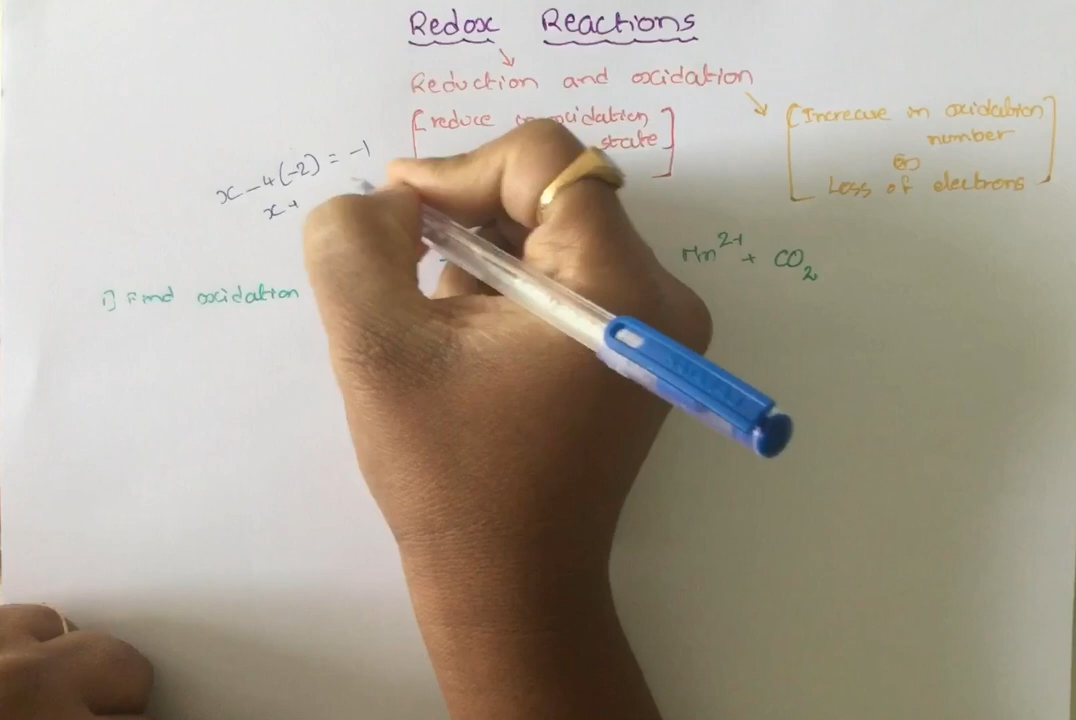 Redox Reactions
Reduction and oxidation
[reduce oxidation
state]
[Increase in oxidation
number
Loss of electrons]
x - 4(-2) = -1
x +
Mn²⁺ + CO₂
1) Find oxidation